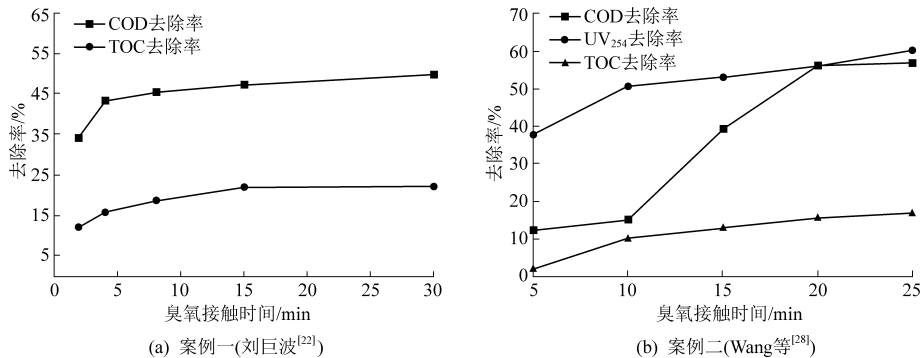 COD去除率
TOC去除率
去除率/%
65
55
45
35
25
15
5
0 5 10 15 20 25 30
臭氧接触时间/min
(a) 案例一(刘巨波[22])
COD去除率
UV254去除率
TOC去除率
去除率/%
70
60
50
40
30
20
10
0
5 10 15 20 25
臭氧接触时间/min
(b) 案例二(Wang等[28])